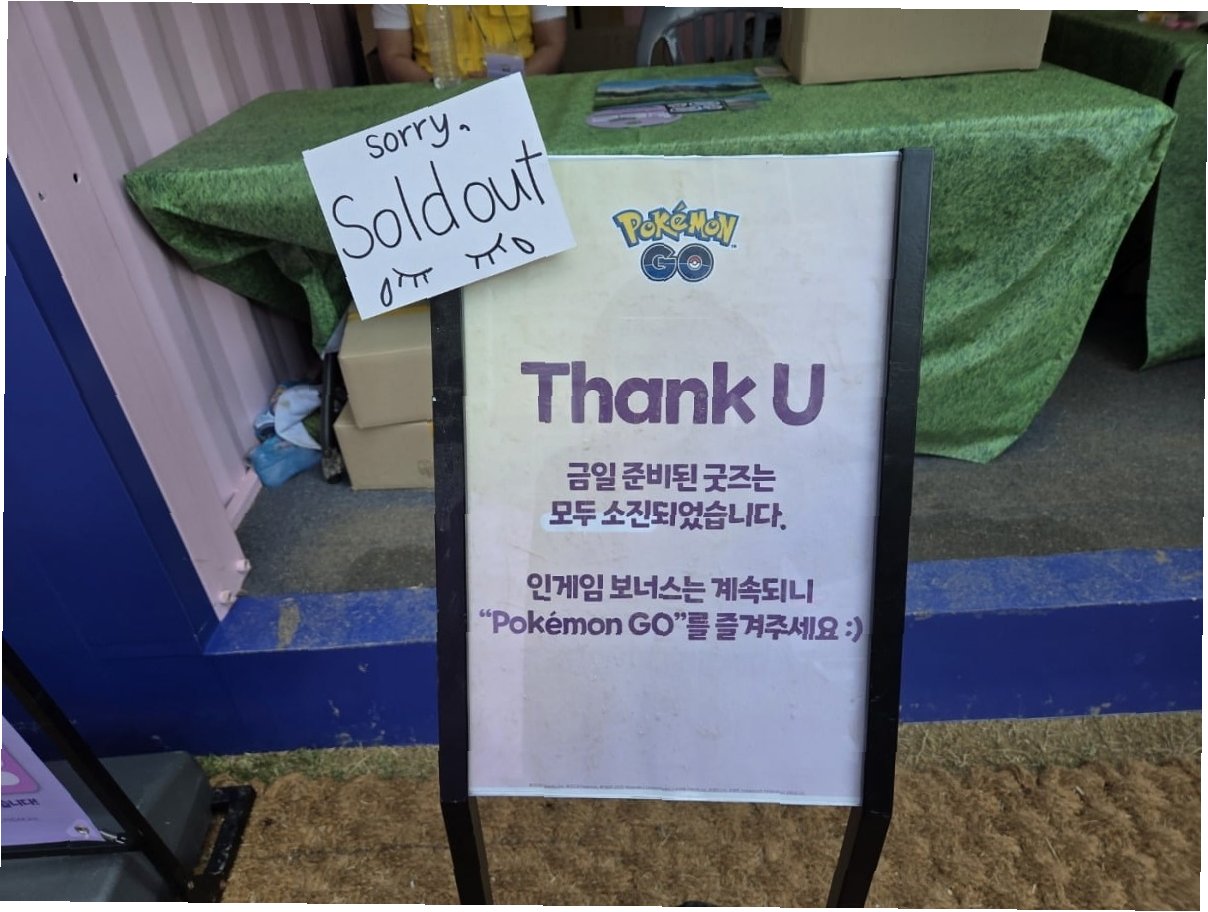 sorry.
Sold out
POKÉMON
GO
Thank U
금일 준비된 굿즈는
모두 소진되었습니다.
인게임 보너스는 계속되니
“Pokémon GO”를 즐겨주세요 :)